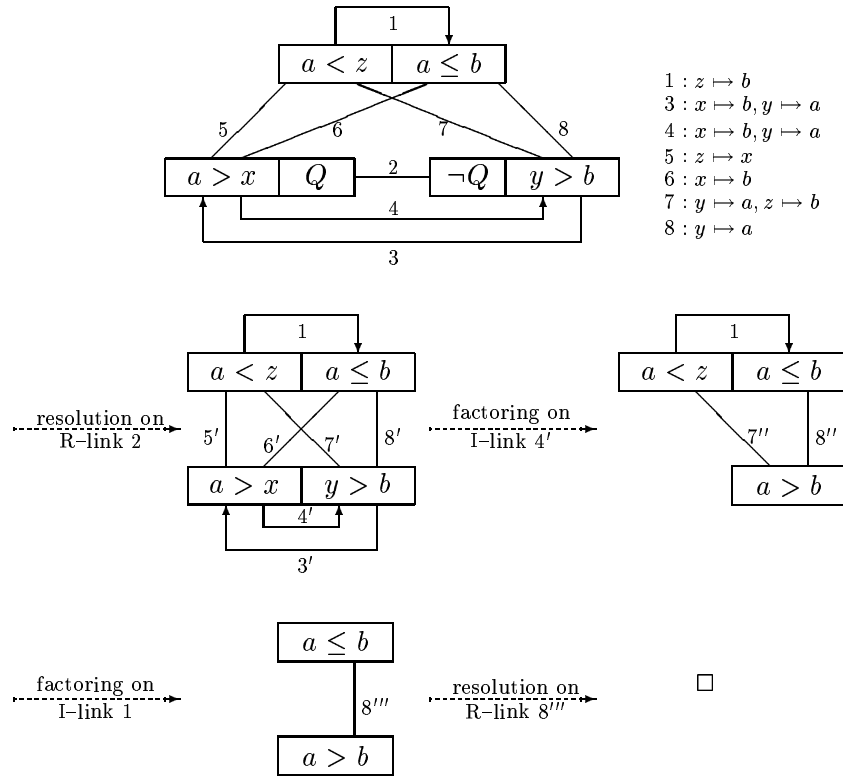 1
a < z a ≤ b
5 6 7 8
a > x Q 2 ¬Q y > b
4
3
1 : z ↦ b
3 : x ↦ b, y ↦ a
4 : x ↦ b, y ↦ a
5 : z ↦ x
6 : x ↦ b
7 : y ↦ a, z ↦ b
8 : y ↦ a
resolution on
R–link 2
1
a < z a ≤ b
5′ 6′ 7′ 8′
a > x y > b
4′
3′
factoring on
I–link 4′
1
a < z a ≤ b
7′′ 8′′
a > b
factoring on
I–link 1
a ≤ b
8′′′
a > b
resolution on
R–link 8′′′
□